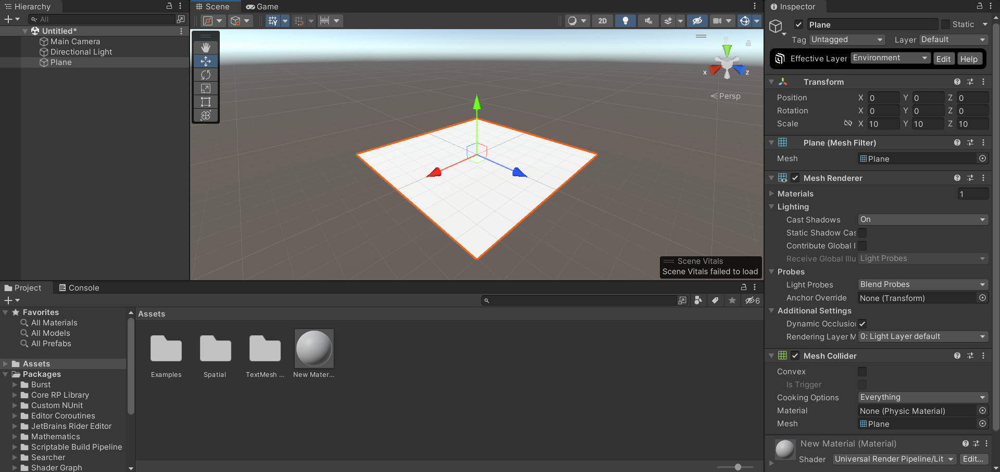 Hierarchy
All
Untitled*
Main Camera
Directional Light
Plane
Scene
Game
2D
y
x
z
Persp
Scene Vitals
Scene Vitals failed to load
Project
Console
6
Favorites
All Materials
All Models
All Prefabs
Assets
Packages
Burst
Core RP Library
Custom NUnit
Editor Coroutines
JetBrains Rider Editor
Mathematics
Scriptable Build Pipeline
Searcher
Shader Graph
Assets
Examples
Spatial
TextMesh ...
New Mater...
Inspector
Plane
Static
Tag Untagged Layer Default
Effective Layer Environment Edit Help
Transform
Position X 0 Y 0 Z 0
Rotation X 0 Y 0 Z 0
Scale X 10 Y 10 Z 10
Plane (Mesh Filter)
Mesh Plane
Mesh Renderer
Materials 1
Lighting
Cast Shadows On
Static Shadow Cas
Contribute Global I
Receive Global Illu Light Probes
Probes
Light Probes Blend Probes
Anchor Override None (Transform)
Additional Settings
Dynamic Occlusion
Rendering Layer M 0: Light Layer default
Mesh Collider
Convex
Is Trigger
Cooking Options Everything
Material None (Physic Material)
Mesh Plane
New Material (Material)
Shader Universal Render Pipeline/Lit Edit...